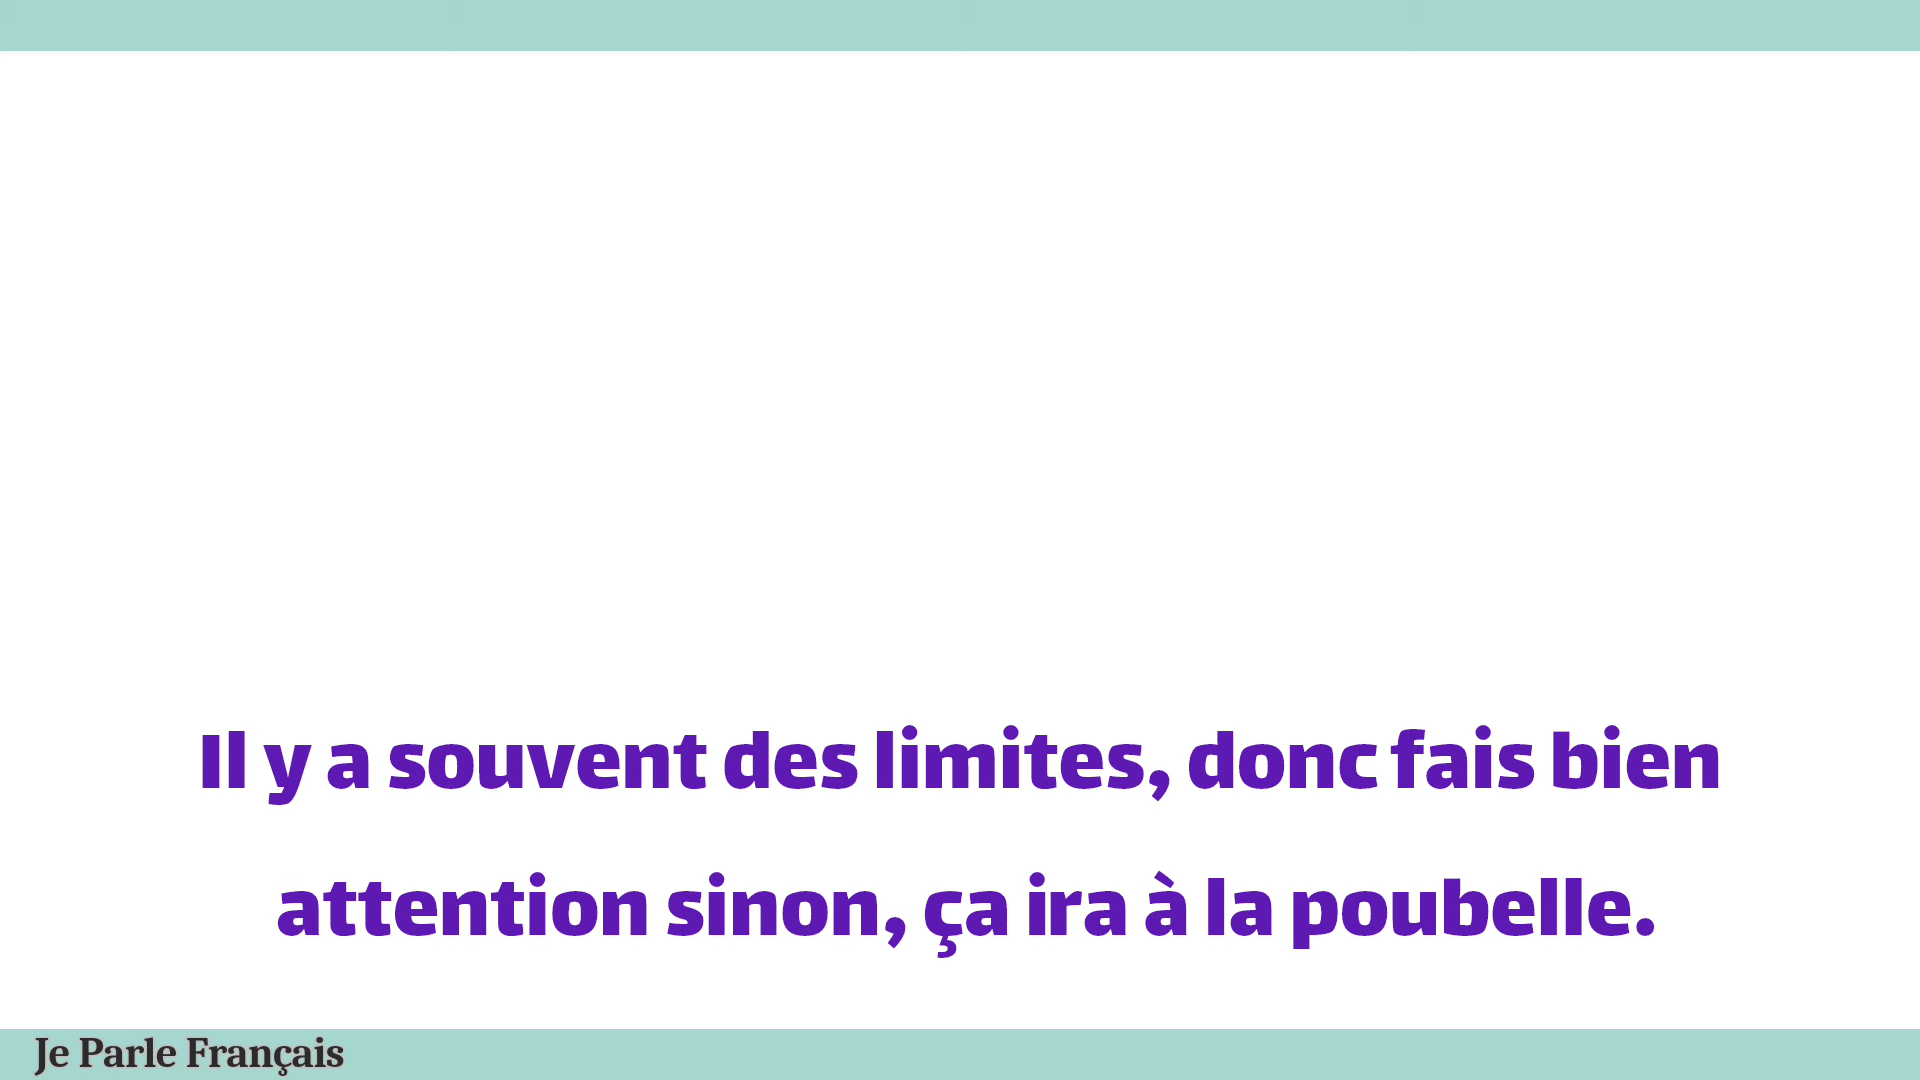 Il y a souvent des limites, donc fais bien
attention sinon, ça ira à la poubelle.
Je Parle Français